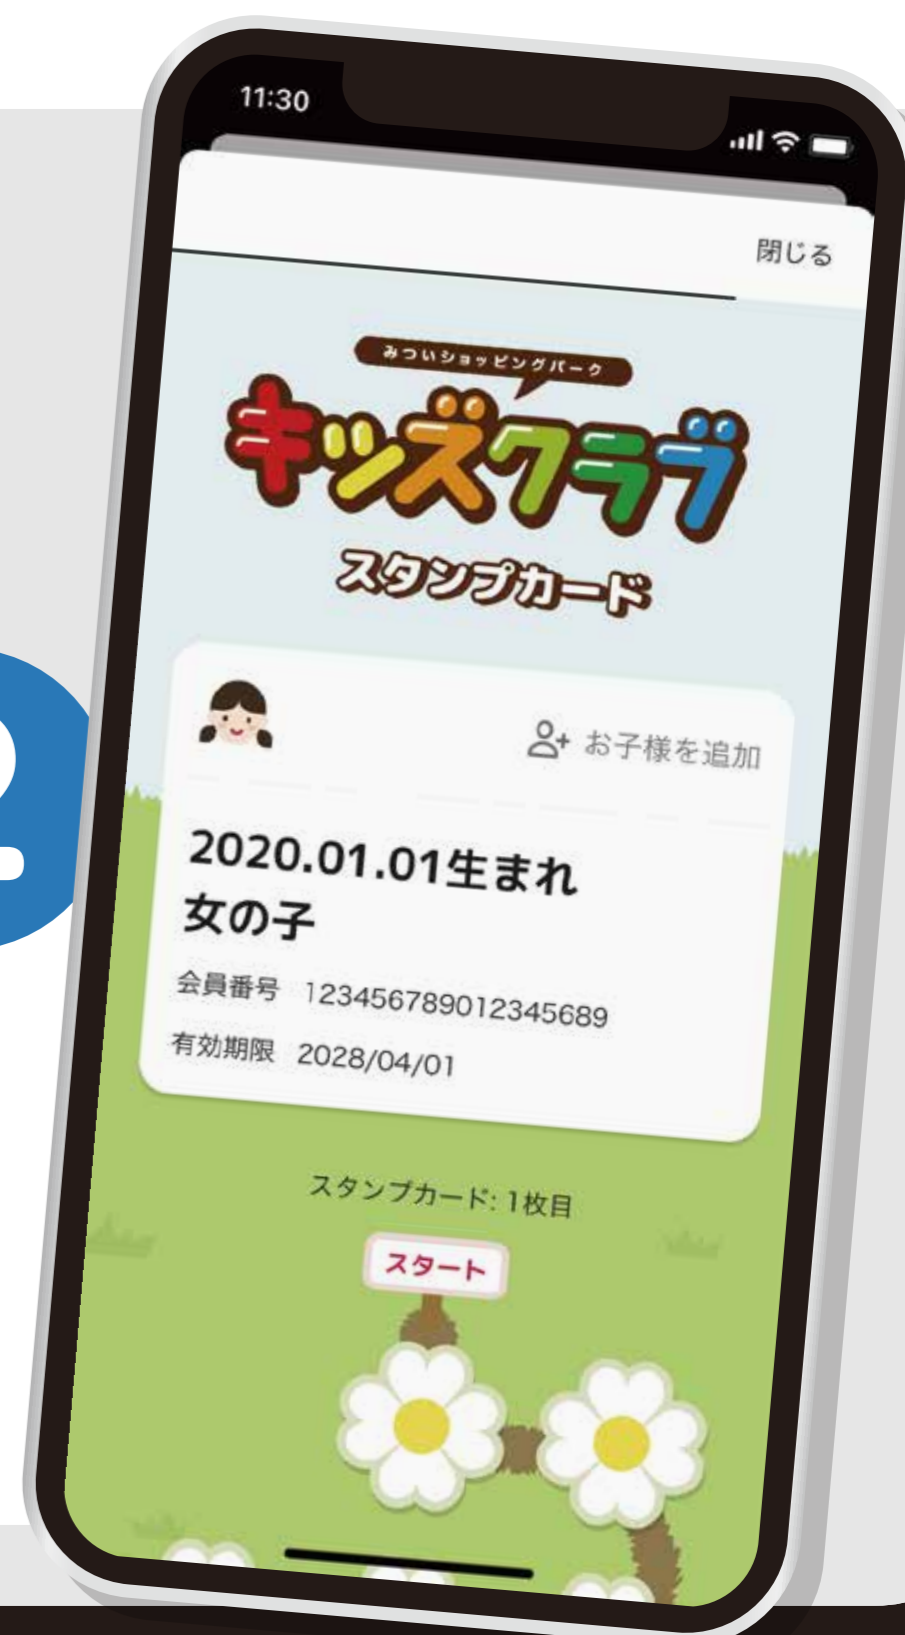 11:30
閉じる
みついショッピングパーク
キッズクラブ
スタンプカード
お子様を追加
2020.01.01生まれ
女の子
会員番号 123456789012345689
有効期限 2028/04/01
スタンプカード: 1枚目
スタート